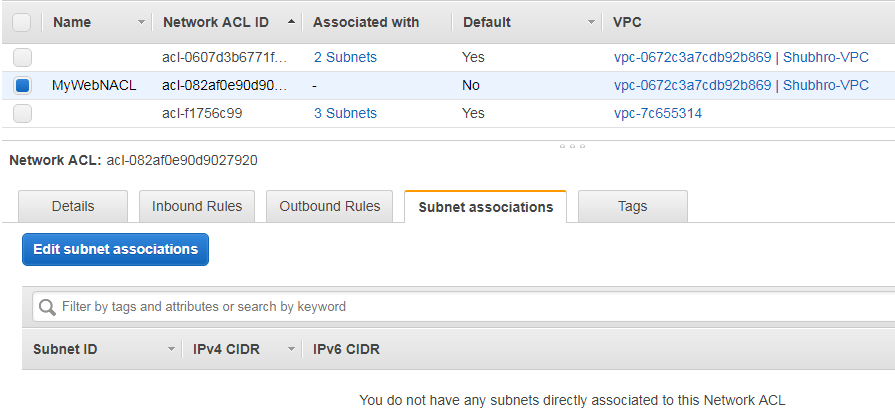 Name Network ACL ID Associated with Default VPC
acl-0607d3b6771f... 2 Subnets Yes vpc-0672c3a7cdb92b869 | Shubhro-VPC
MyWebNACL acl-082af0e90d90... - No vpc-0672c3a7cdb92b869 | Shubhro-VPC
acl-f1756c99 3 Subnets Yes vpc-7c655314
Network ACL: acl-082af0e90d9027920
Details Inbound Rules Outbound Rules Subnet associations Tags
Edit subnet associations
Filter by tags and attributes or search by keyword
Subnet ID IPv4 CIDR IPv6 CIDR
You do not have any subnets directly associated to this Network ACL